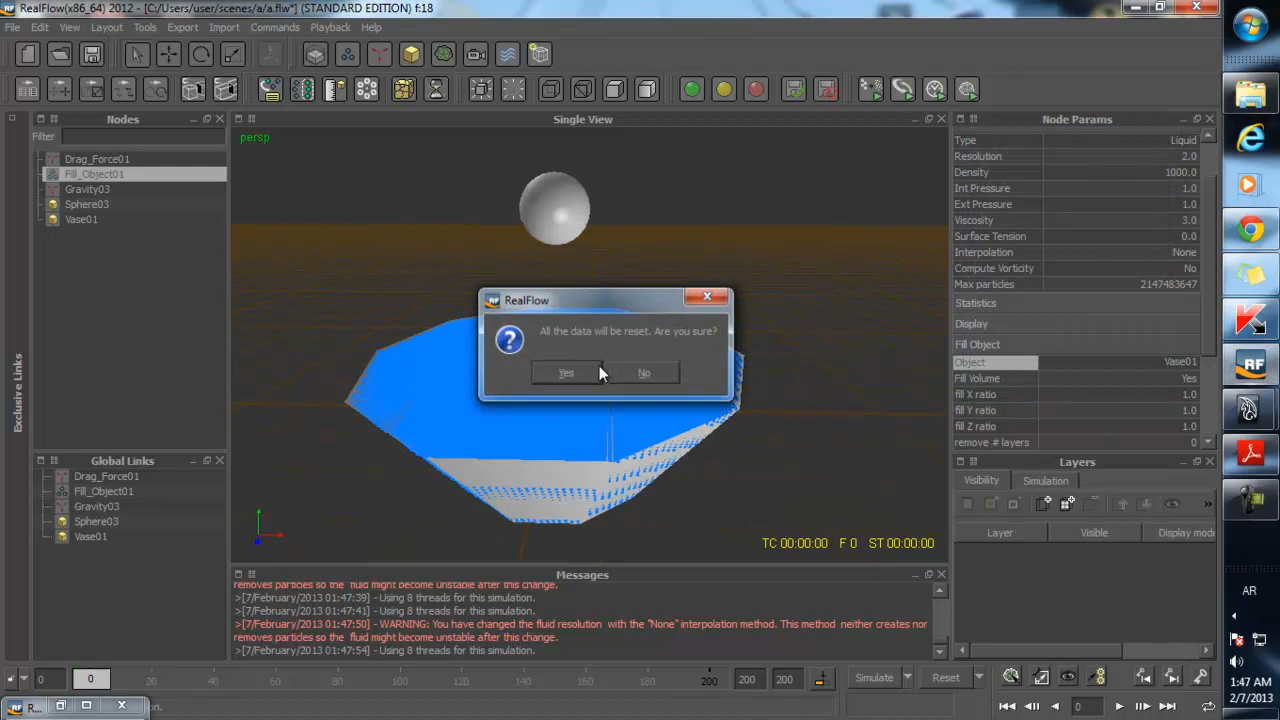 RealFlow(x86_64) 2012 - [C:/Users/user/scenes/a/a.flw*] (STANDARD EDITION) f:18
File Edit View Layout Tools Export Import Commands Playback Help
Nodes
Filter
Drag_Force01
Fill_Object01
Gravity03
Sphere03
Vase01
Exclusive Links
Global Links
Drag_Force01
Fill_Object01
Gravity03
Sphere03
Vase01
Single View
persp
RealFlow
All the data will be reset. Are you sure?
Yes No
TC 00:00:00 F 0 ST 00:00:00
Messages
removes particles so the fluid might become unstable after this change.
>[7/February/2013 01:47:39] - Using 8 threads for this simulation.
>[7/February/2013 01:47:41] - Using 8 threads for this simulation.
>[7/February/2013 01:47:50] - WARNING: You have changed the fluid resolution with the "None" interpolation method. This method neither creates nor
removes particles so the fluid might become unstable after this change.
>[7/February/2013 01:47:54] - Using 8 threads for this simulation.
Node Params
Type Liquid
Resolution 2.0
Density 1000.0
Int Pressure 1.0
Ext Pressure 1.0
Viscosity 3.0
Surface Tension 0.0
Interpolation None
Compute Vorticity No
Max particles 2147483647
Statistics
Display
Fill Object
Object Vase01
Fill Volume Yes
fill X ratio 1.0
fill Y ratio 1.0
fill Z ratio 1.0
remove # layers 0
Layers
Visibility Simulation
Layer Visible Display mode
0 0 20 40 60 80 100 120 140 160 180 200 200 200
Simulate Reset
0
R...
on.
RF
AR
1:47 AM
2/7/2013